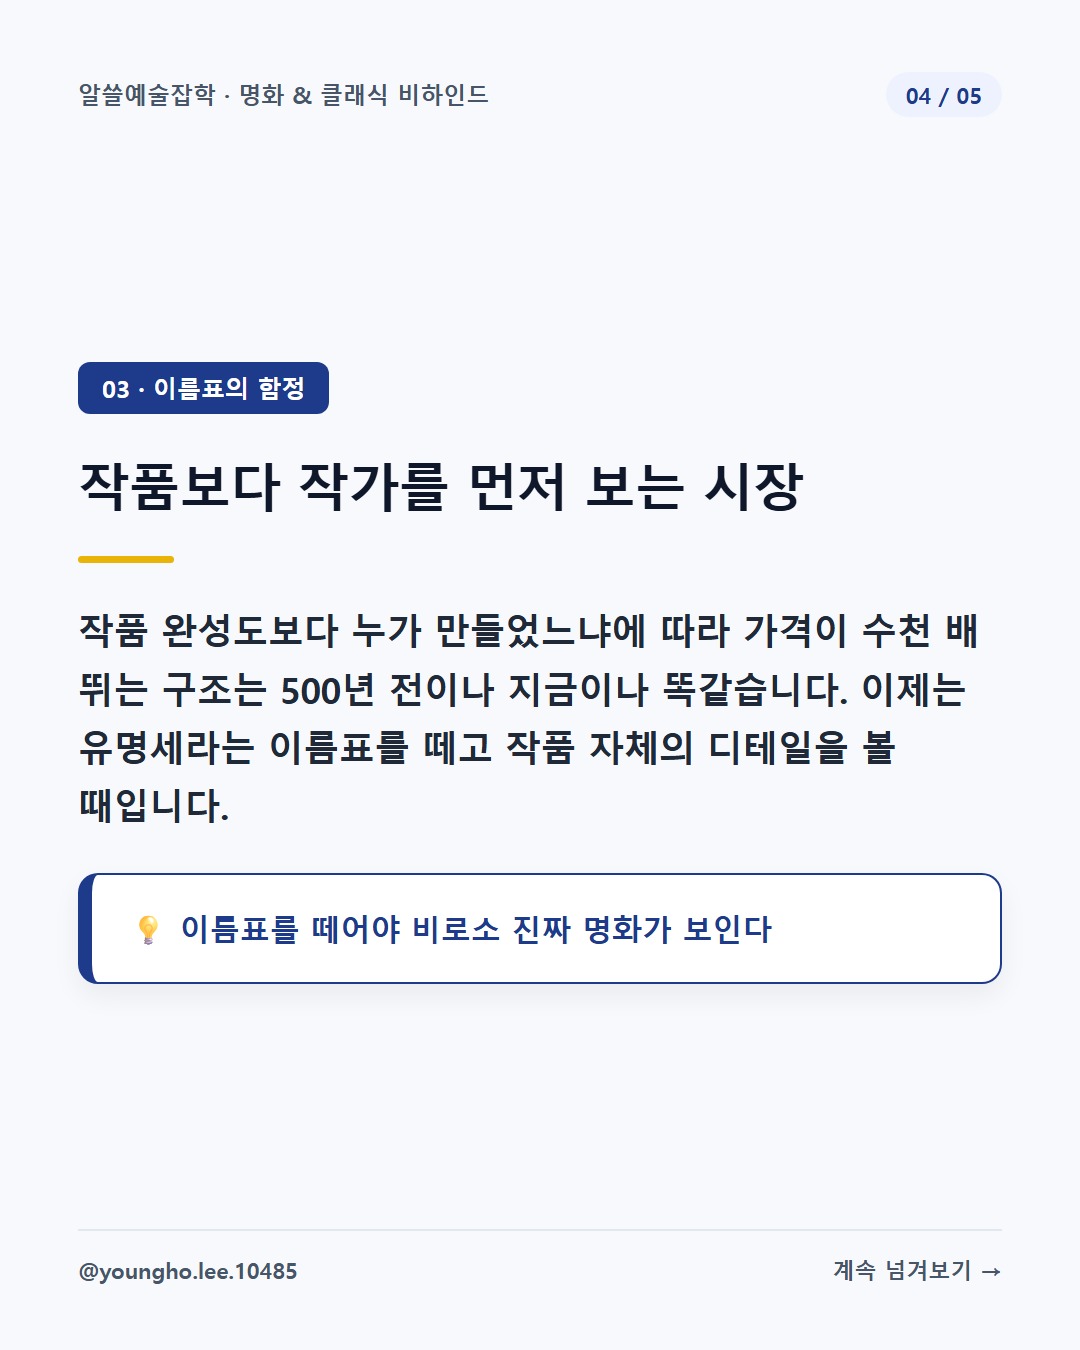 알쓸예술잡학 · 명화 & 클래식 비하인드
04 / 05
03 · 이름표의 함정
작품보다 작가를 먼저 보는 시장
작품 완성도보다 누가 만들었느냐에 따라 가격이 수천 배
뛰는 구조는 500년 전이나 지금이나 똑같습니다. 이제는
유명세라는 이름표를 떼고 작품 자체의 디테일을 볼
때입니다.
💡 이름표를 떼어야 비로소 진짜 명화가 보인다
@youngho.lee.10485
계속 넘겨보기 →